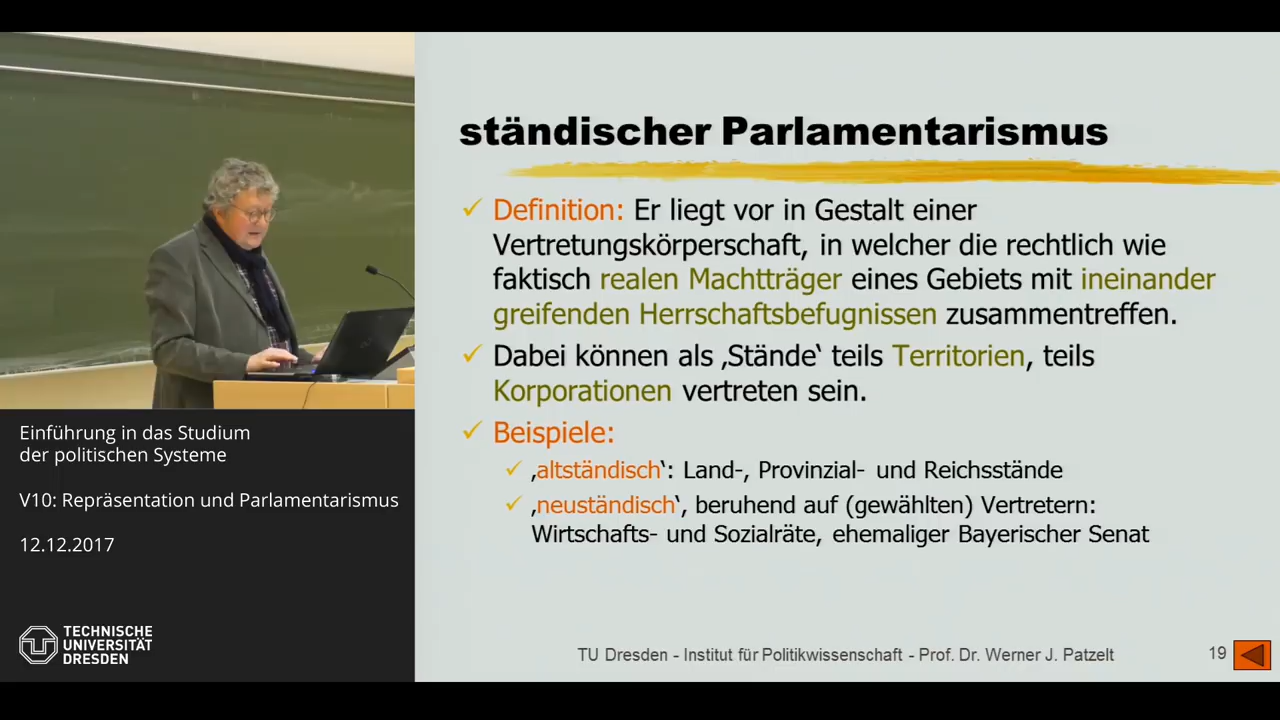 ständischer Parlamentarismus
Definition: Er liegt vor in Gestalt einer
Vertretungskörperschaft, in welcher die rechtlich wie
faktisch realen Machtträger eines Gebiets mit ineinander
greifenden Herrschaftsbefugnissen zusammentreffen.
Dabei können als ‚Stände‘ teils Territorien, teils
Korporationen vertreten sein.
Beispiele:
‚altständisch‘: Land-, Provinzial- und Reichsstände
‚neuständisch‘, beruhend auf (gewählten) Vertretern:
Wirtschafts- und Sozialräte, ehemaliger Bayerischer Senat
TU Dresden - Institut für Politikwissenschaft - Prof. Dr. Werner J. Patzelt
19
Einführung in das Studium
der politischen Systeme
V10: Repräsentation und Parlamentarismus
12.12.2017
TECHNISCHE
UNIVERSITÄT
DRESDEN